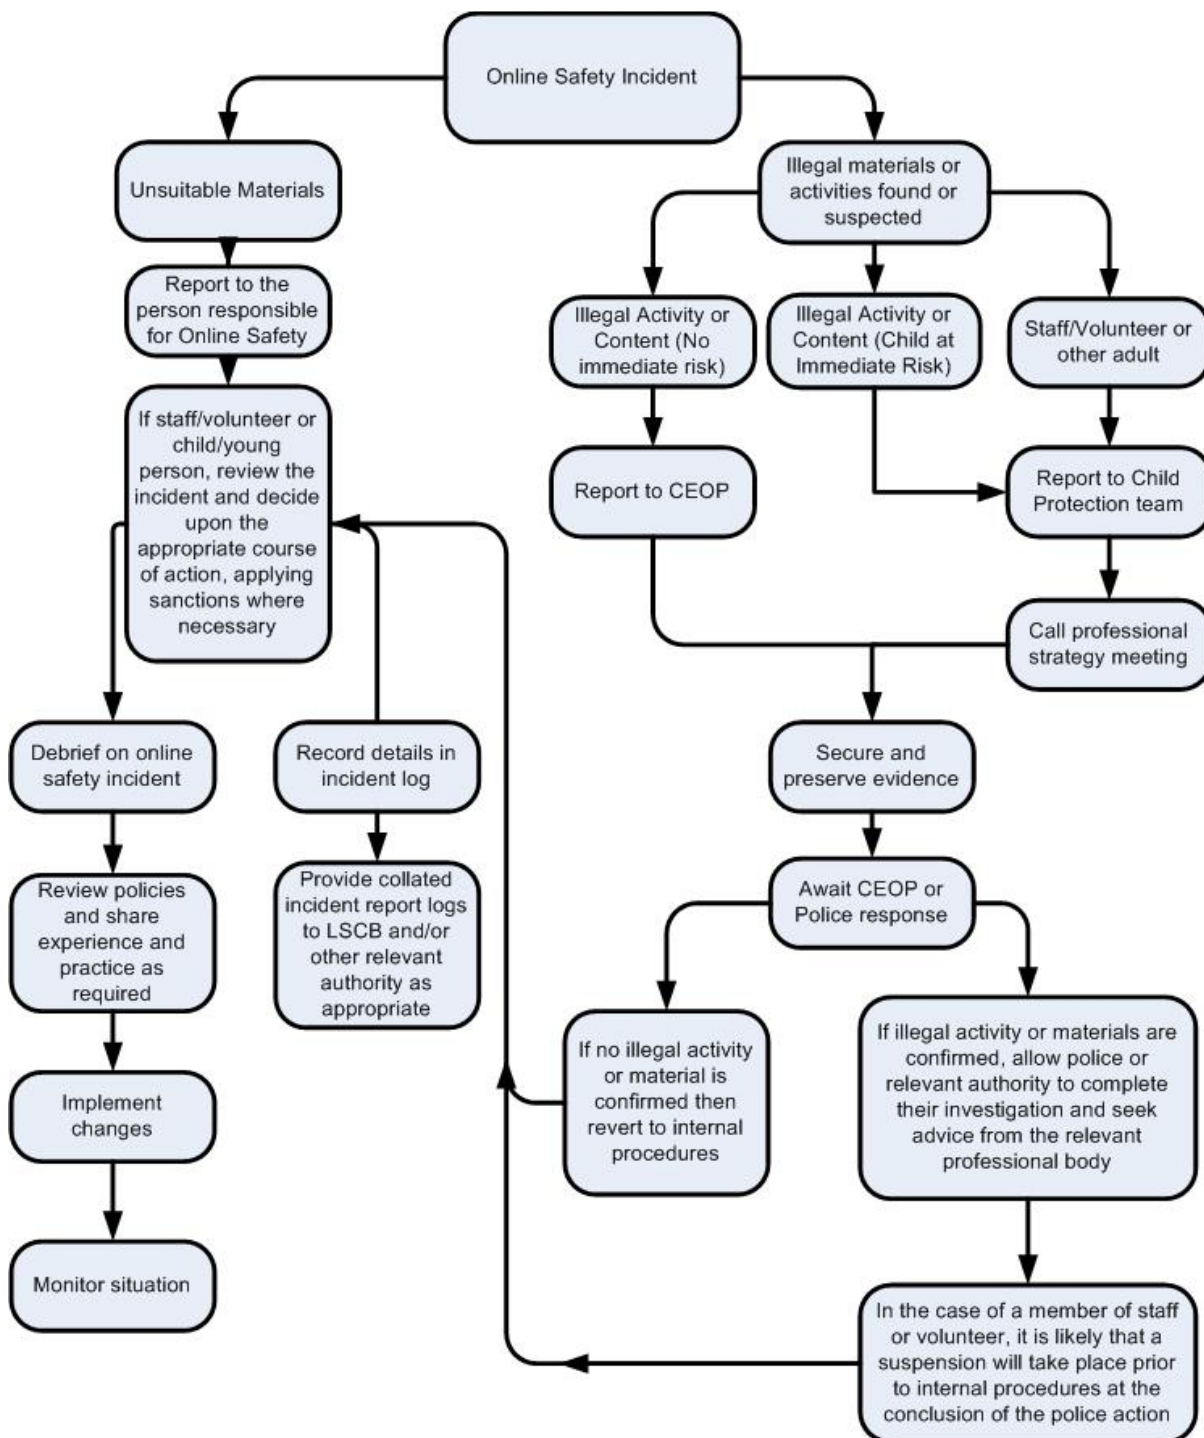 Online Safety Incident
Unsuitable Materials
Illegal materials or
activities found or
suspected
Report to the
person responsible
for Online Safety
Illegal Activity or
Content (No
immediate risk)
Illegal Activity or
Content (Child at
Immediate Risk)
Staff/Volunteer or
other adult
If staff/volunteer or
child/young
person, review the
incident and decide
upon the
appropriate course
of action, applying
sanctions where
necessary
Report to CEOP
Report to Child
Protection team
Call professional
strategy meeting
Debrief on online
safety incident
Record details in
incident log
Secure and
preserve evidence
Review policies
and share
experience and
practice as
required
Provide collated
incident report logs
to LSCB and/or
other relevant
authority as
appropriate
Await CEOP or
Police response
If no illegal activity
or material is
confirmed then
revert to internal
procedures
If illegal activity or materials are
confirmed, allow police or
relevant authority to complete
their investigation and seek
advice from the relevant
professional body
Implement
changes
Monitor situation
In the case of a member of staff
or volunteer, it is likely that a
suspension will take place prior
to internal procedures at the
conclusion of the police action